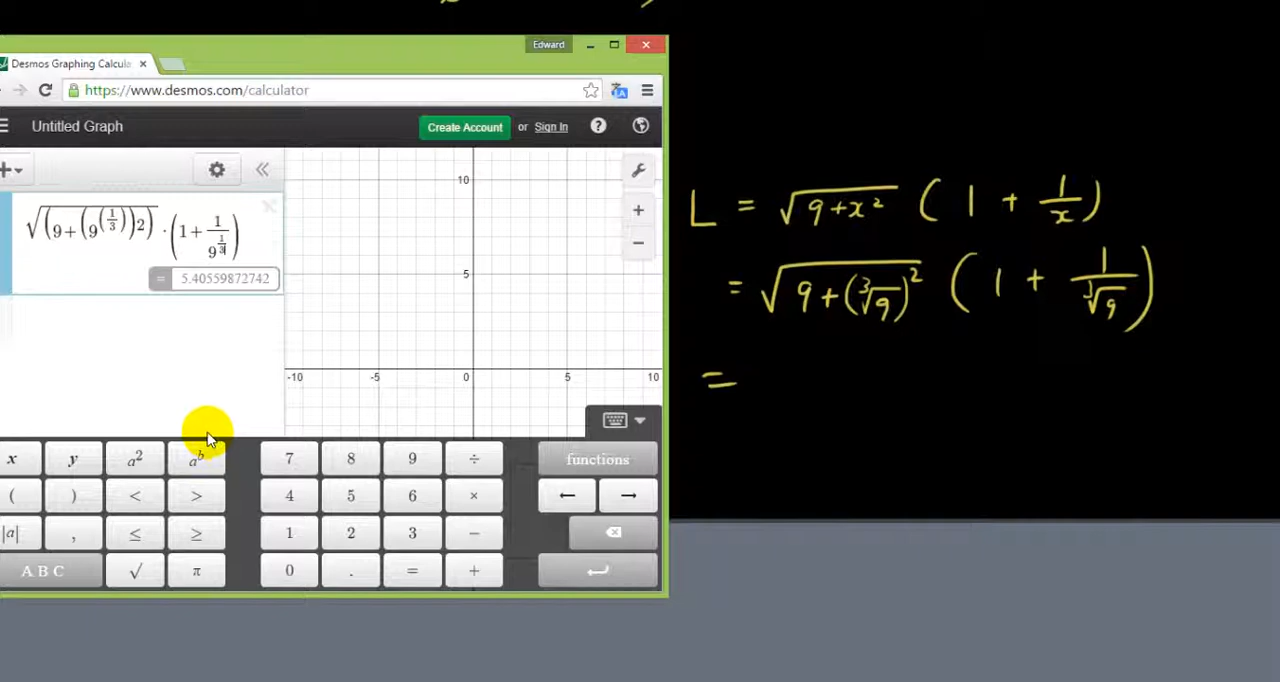 Edward
Desmos Graphing Calcula
https://www.desmos.com/calculator
Untitled Graph
Create Account or Sign In ?
√((9+(9^(1/3))2)) · (1+1/9^(1/3))
= 5.40559872742
10
5
-10 -5 0 5 10
x y a² a^b 7 8 9 ÷ functions
( ) < > 4 5 6 × ← →
|a| , ≤ ≥ 1 2 3 −
A B C √ π 0 . = +
L = √(9+x²) (1 + 1/x)
= √(9+(∛9)²) (1 + 1/∛9)
=